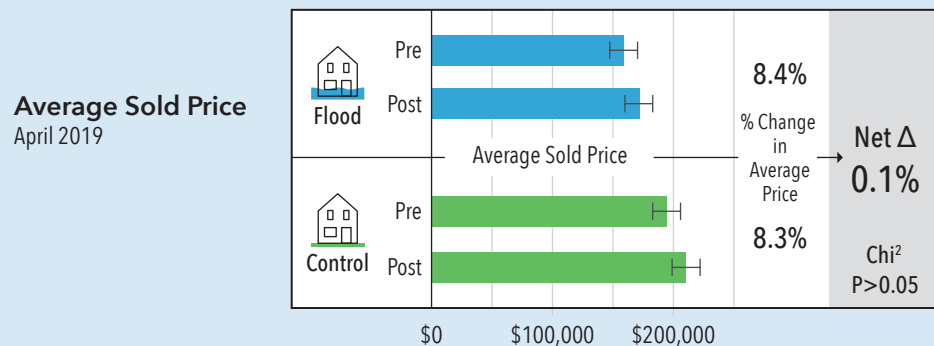 Average Sold Price
April 2019
Flood
Pre
Post
8.4%
Average Sold Price
% Change
in
Average
Price
Net Δ
0.1%
Control
Pre
Post
8.3%
Chi²
P>0.05
$0
$100,000
$200,000